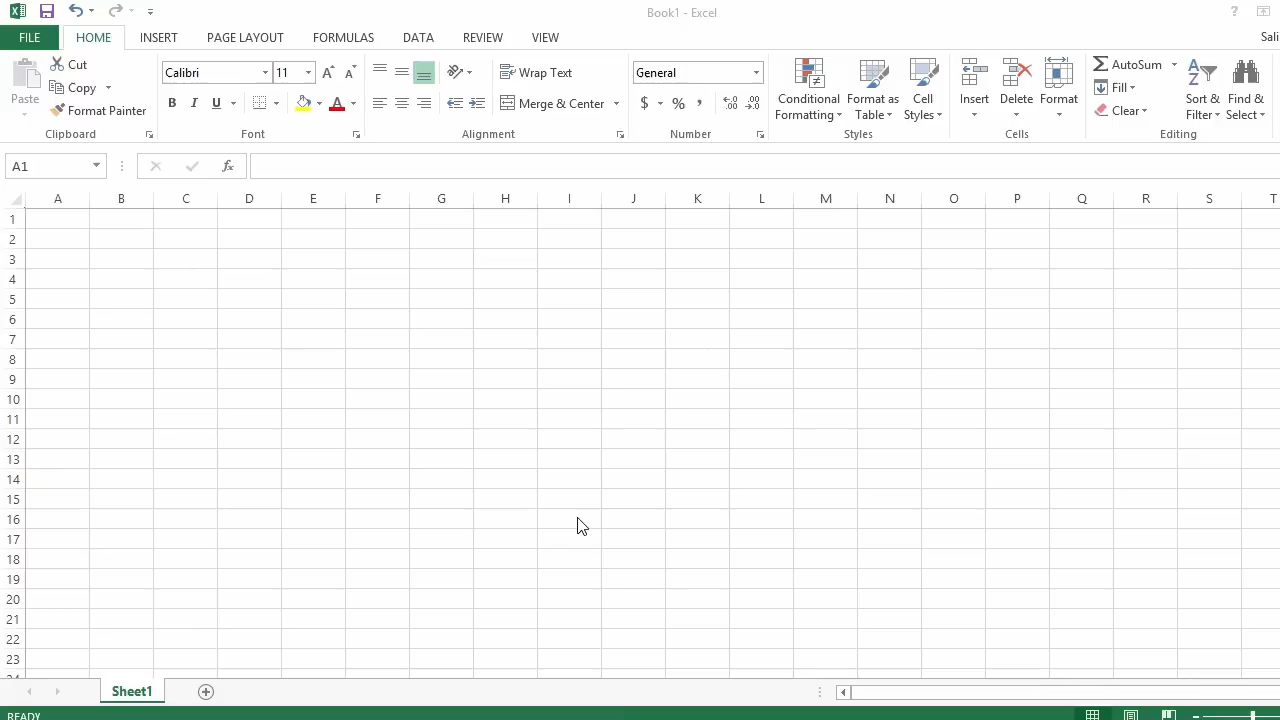 Book1 - Excel
?
FILE HOME INSERT PAGE LAYOUT FORMULAS DATA REVIEW VIEW
Sali
Paste
Cut
Copy
Format Painter
Clipboard
Calibri 11
B I U A
Font
Wrap Text
Merge & Center
Alignment
General
$ % ,
Number
Conditional Formatting
Format as Table
Cell Styles
Styles
Insert Delete Format
Cells
AutoSum
Fill
Clear
Sort & Filter
Find & Select
Editing
A1
fx
A B C D E F G H I J K L M N O P Q R S T
1
2
3
4
5
6
7
8
9
10
11
12
13
14
15
16
17
18
19
20
21
22
23
24
Sheet1
READY